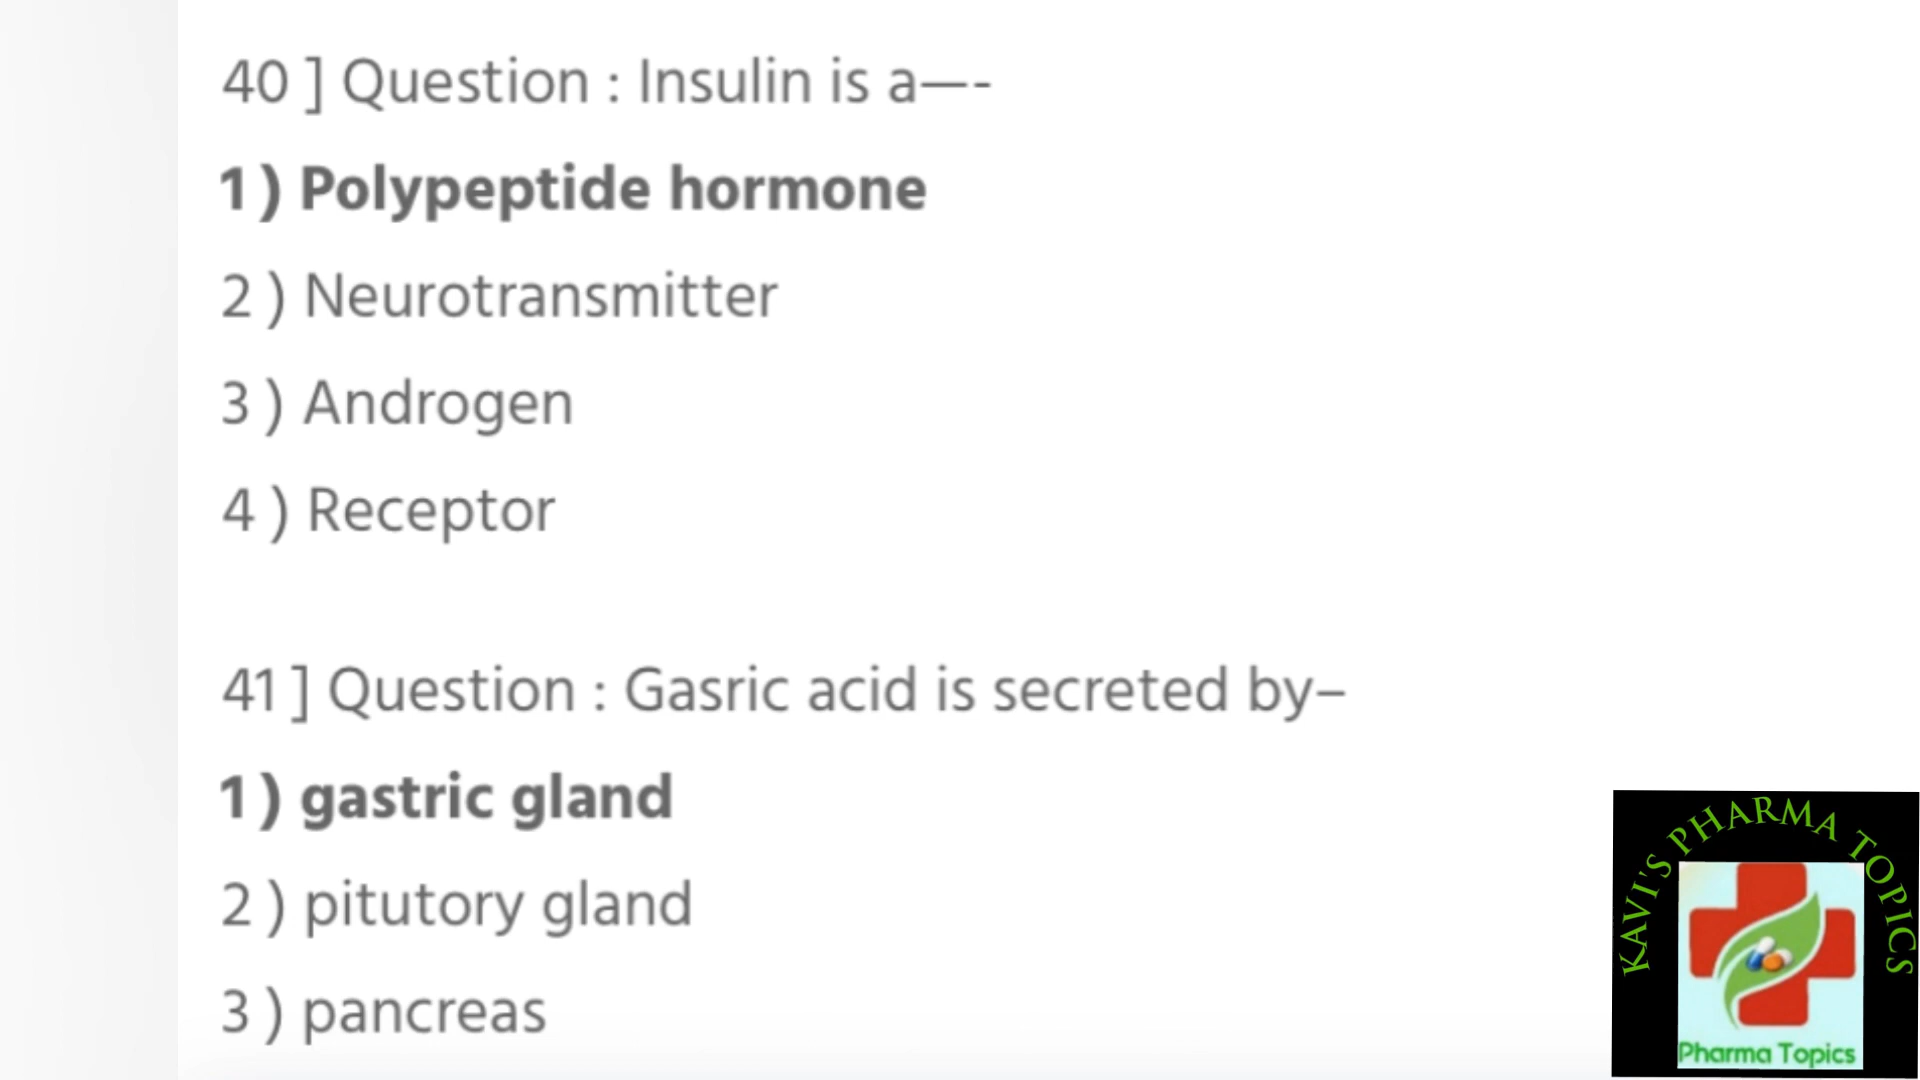 40 ] Question : Insulin is a—--
1 ) Polypeptide hormone
2 ) Neurotransmitter
3 ) Androgen
4 ) Receptor
41 ] Question : Gasric acid is secreted by–
1 ) gastric gland
2 ) pitutory gland
3 ) pancreas
KAVI'S PHARMA TOPICS
Pharma Topics